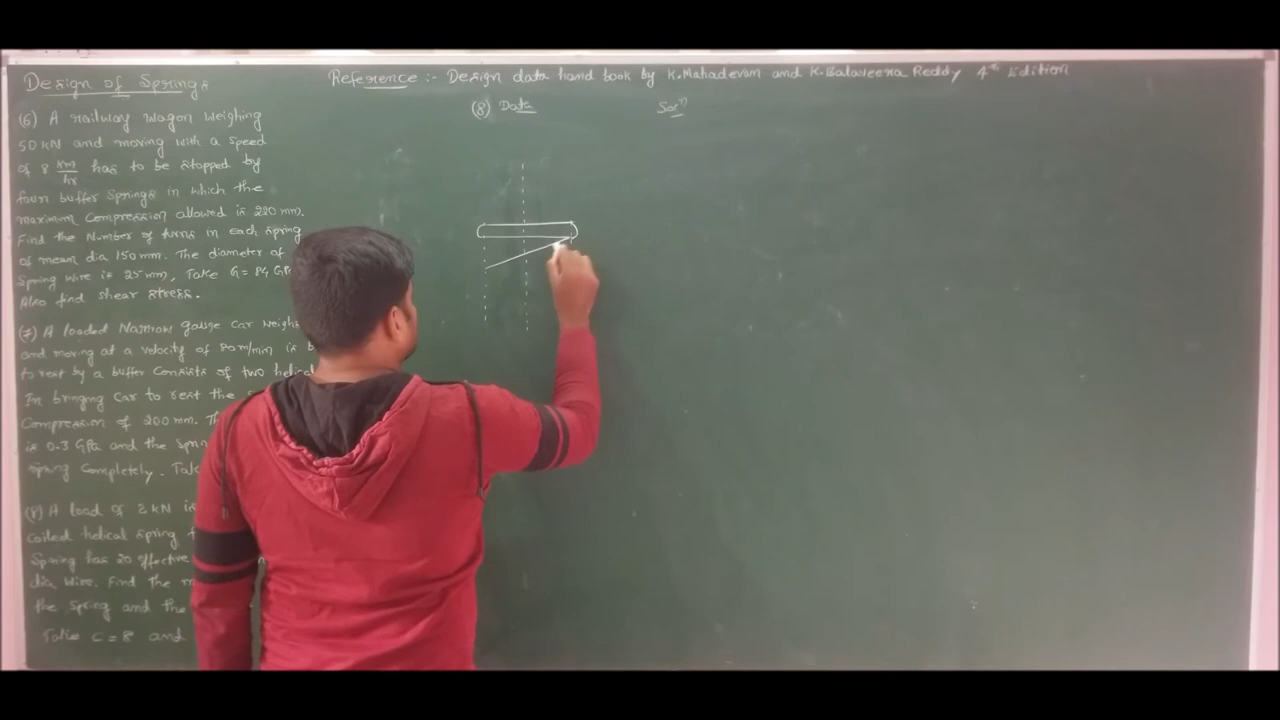 Design of Springs
Reference :- Design data hand book by K.Mahadevan and K.Balaveera Reddy 4th Edition
(8) Data
Soln
(6) A railway wagon weighing
50 kN and moving with a speed
of 8 km/hr has to be stopped by
four buffer springs in which the
maximum compression allowed is 220 mm.
Find the Number of turns in each spring
of mean dia 150 mm. The diameter of
spring wire is 25 mm, Take G = 84 GPa
Also find shear stress.
(7) A loaded Narrow gauge car weighs
and moving at a velocity of 80 m/min is
to rest by a buffer consists of two helical
In bringing car to rest the
compression of 200 mm.
is 0.3 GPa and the
spring completely. Take
(8) A load of 2 kN is
coiled helical spring
Spring has 20 effective
dia wire. Find the
the spring and the
Take C = 8 and